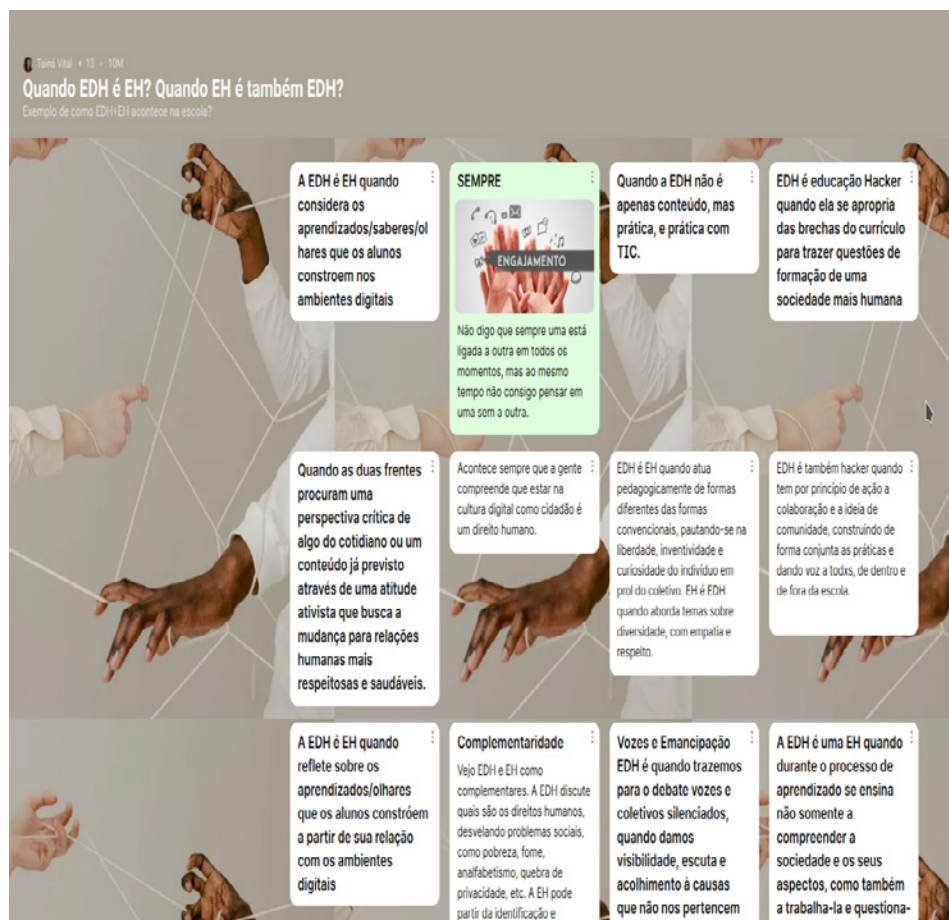 Tainá Vital + 13 • 10M
Quando EDH é EH? Quando EH é também EDH?
Exemplo de como EDH+EH acontece na escola?
A EDH é EH quando
considera os
aprendizados/saberes/ol
hares que os alunos
constroem nos
ambientes digitais
SEMPRE
ENGAJAMENTO
Não digo que sempre uma está
ligada a outra em todos os
momentos, mas ao mesmo
tempo não consigo pensar em
uma sem a outra.
Quando a EDH não é
apenas conteúdo, mas
prática, e prática com
TIC.
EDH é educação Hacker
quando ela se apropria
das brechas do currículo
para trazer questões de
formação de uma
sociedade mais humana
Quando as duas frentes
procuram uma
perspectiva crítica de
algo do cotidiano ou um
conteúdo já previsto
através de uma atitude
ativista que busca a
mudança para relações
humanas mais
respeitosas e saudáveis.
Acontece sempre que a gente
compreende que estar na
cultura digital como cidadão é
um direito humano.
EDH é EH quando atua
pedagogicamente de formas
diferentes das formas
convencionais, pautando-se na
liberdade, inventividade e
curiosidade do indivíduo em
prol do coletivo. EH é EDH
quando aborda temas sobre
diversidade, com empatia e
respeito.
EDH é também hacker quando
tem por princípio de ação a
colaboração e a ideia de
comunidade, construindo de
forma conjunta as práticas e
dando voz a todxs, de dentro e
de fora da escola.
A EDH é EH quando
reflete sobre os
aprendizados/olhares
que os alunos constróem
a partir de sua relação
com os ambientes
digitais
Complementaridade
Vejo EDH e EH como
complementares. A EDH discute
quais são os direitos humanos,
desvelando problemas sociais,
como pobreza, fome,
analfabetismo, quebra de
privacidade, etc. A EH pode
partir da identificação e
Vozes e Emancipação
EDH é quando trazemos
para o debate vozes e
coletivos silenciados,
quando damos
visibilidade, escuta e
acolhimento à causas
que não nos pertencem
A EDH é uma EH quando
durante o processo de
aprendizado se ensina
não somente a
compreender a
sociedade e os seus
aspectos, como também
a trabalha-la e questiona-